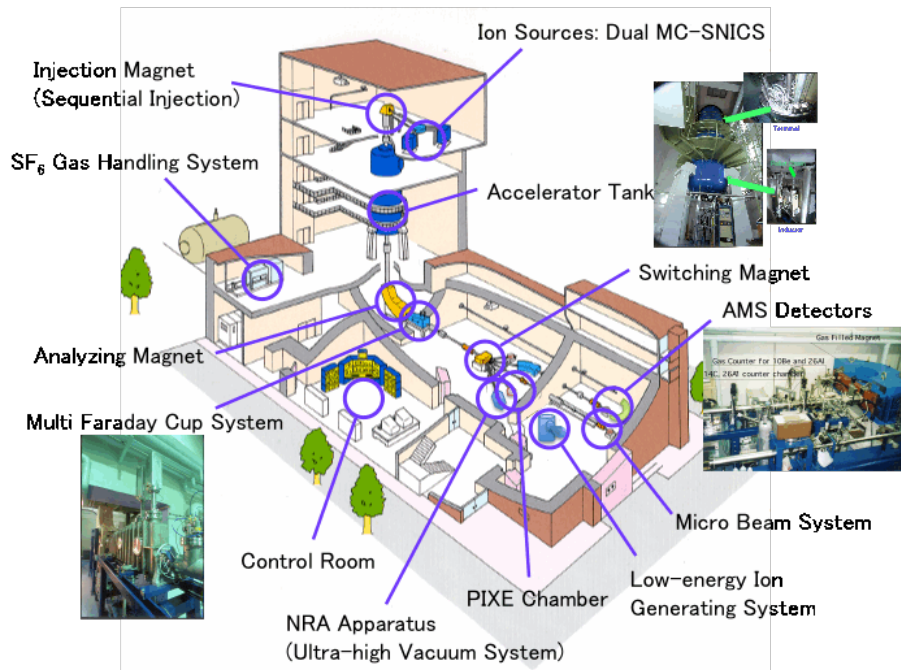 Ion Sources: Dual MC-SNICS
Injection Magnet
(Sequential Injection)
Terminal
SF₆ Gas Handling System
Accelerator Tank
Inductor
Switching Magnet
AMS Detectors
Gas Filled Magnet
Analyzing Magnet
Gas Counter for 10Be and 26Al
14C, 26Al counter chamber
Multi Faraday Cup System
Micro Beam System
Control Room
Low-energy Ion
Generating System
PIXE Chamber
NRA Apparatus
(Ultra-high Vacuum System)